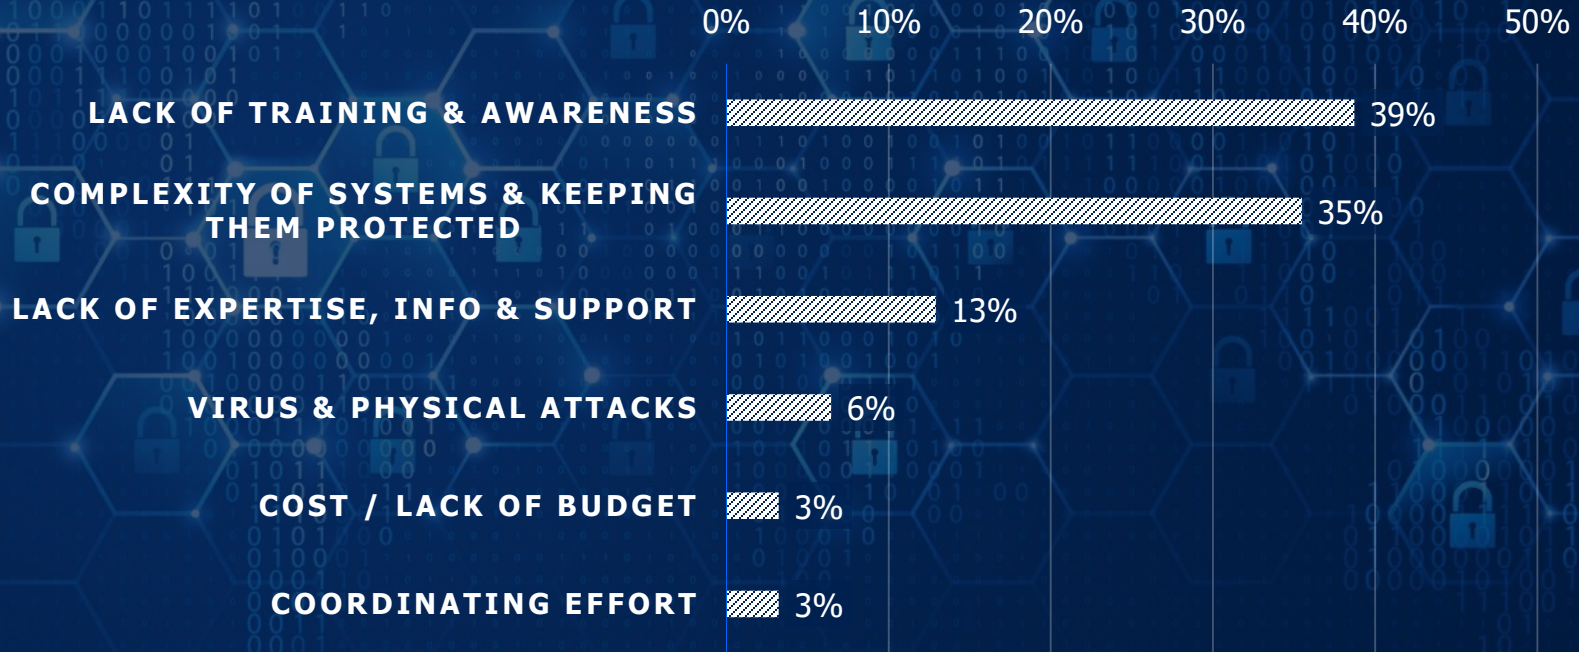 0% 10% 20% 30% 40% 50%
LACK OF TRAINING & AWARENESS 39%
COMPLEXITY OF SYSTEMS & KEEPING
THEM PROTECTED 35%
LACK OF EXPERTISE, INFO & SUPPORT 13%
VIRUS & PHYSICAL ATTACKS 6%
COST / LACK OF BUDGET 3%
COORDINATING EFFORT 3%